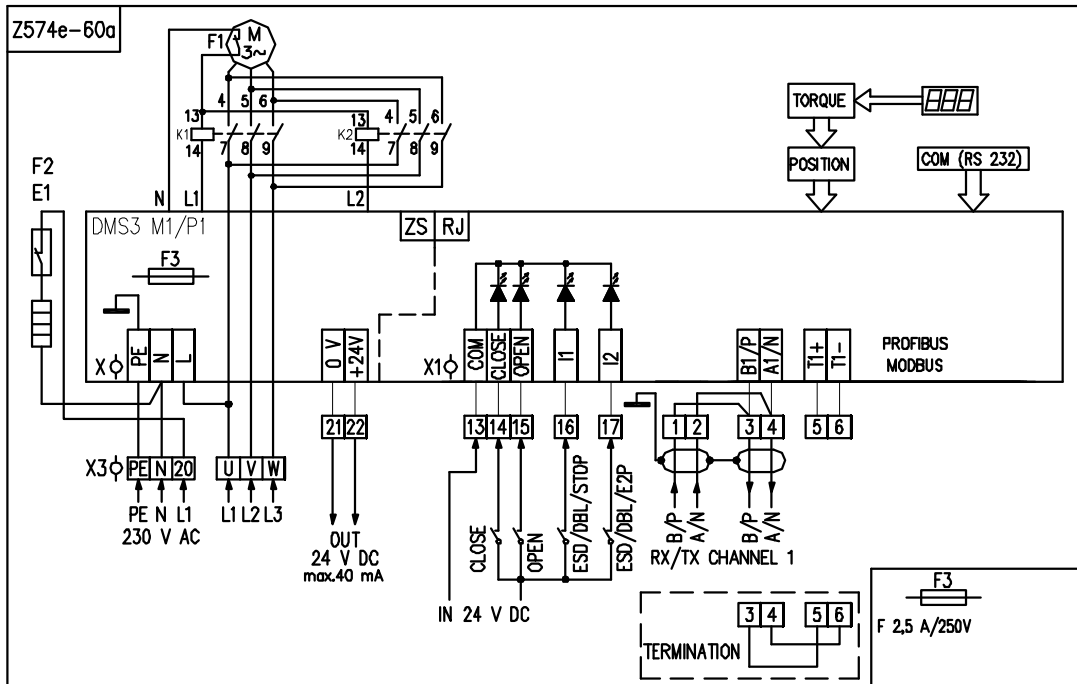 Z574e-60a
F1
M
3~
4 5 6
13
K1
14
7 8 9
4 5 6
13
K2
14
7 8 9
TORQUE
POSITION
COM (RS 232)
F2
E1
N L1
L2
DMS3 M1/P1
ZS RJ
F3
X
PE
N
L
0 V
+24V
X1
COM
CLOSE
OPEN
I1
I2
B1/P
A1/N
T1+
T1-
PROFIBUS
MODBUS
21 22
13 14 15 16 17
1 2 3 4 5 6
X3
PE N 20
U V W
PE N L1
230 V AC
L1 L2 L3
OUT
24 V DC
max.40 mA
CLOSE
OPEN
ESD/DBL/STOP
ESD/DBL/E2P
IN 24 V DC
B/P
A/N
B/P
A/N
RX/TX CHANNEL 1
TERMINATION
3 4 5 6
F3
F 2,5 A/250V